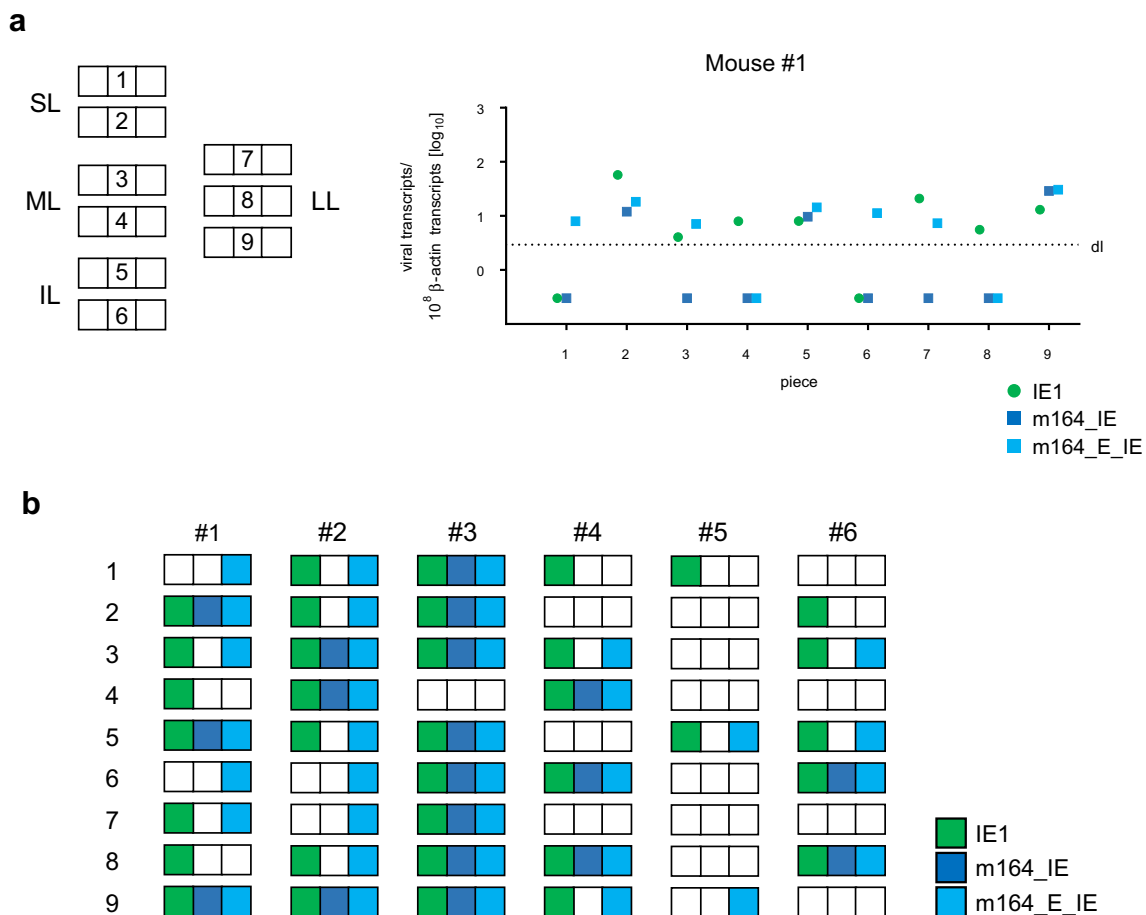 a
Mouse #1
SL
1
2
ML
3
4
IL
5
6
7
8
9
LL
viral transcripts/
10^8 β-actin transcripts [log10]
3
2
1
0
dl
1 2 3 4 5 6 7 8 9
piece
IE1
m164_IE
m164_E_IE
b
#1 #2 #3 #4 #5 #6
1
2
3
4
5
6
7
8
9
IE1
m164_IE
m164_E_IE